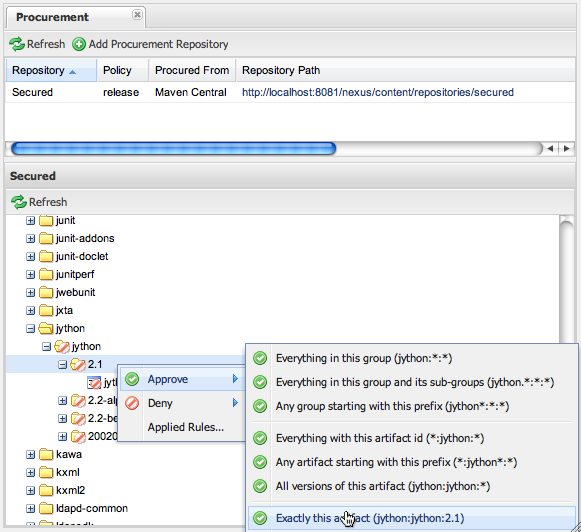 Procurement
Refresh Add Procurement Repository
Repository Policy Procured From Repository Path
Secured release Maven Central http://localhost:8081/nexus/content/repositories/secured
Secured
Refresh
junit
junit-addons
junit-doclet
junitperf
jwebunit
jxta
jython
jython
2.1
jyth
2.2-alp
2.2-be
20020
kawa
kxml
kxml2
ldapd-common
Approve
Deny
Applied Rules...
Everything in this group (jython:*:*)
Everything in this group and its sub-groups (jython.*:*:*)
Any group starting with this prefix (jython*:*:*)
Everything with this artifact id (*:jython:*)
Any artifact starting with this prefix (*:jython*:*)
All versions of this artifact (jython:jython:*)
Exactly this artifact (jython:jython:2.1)